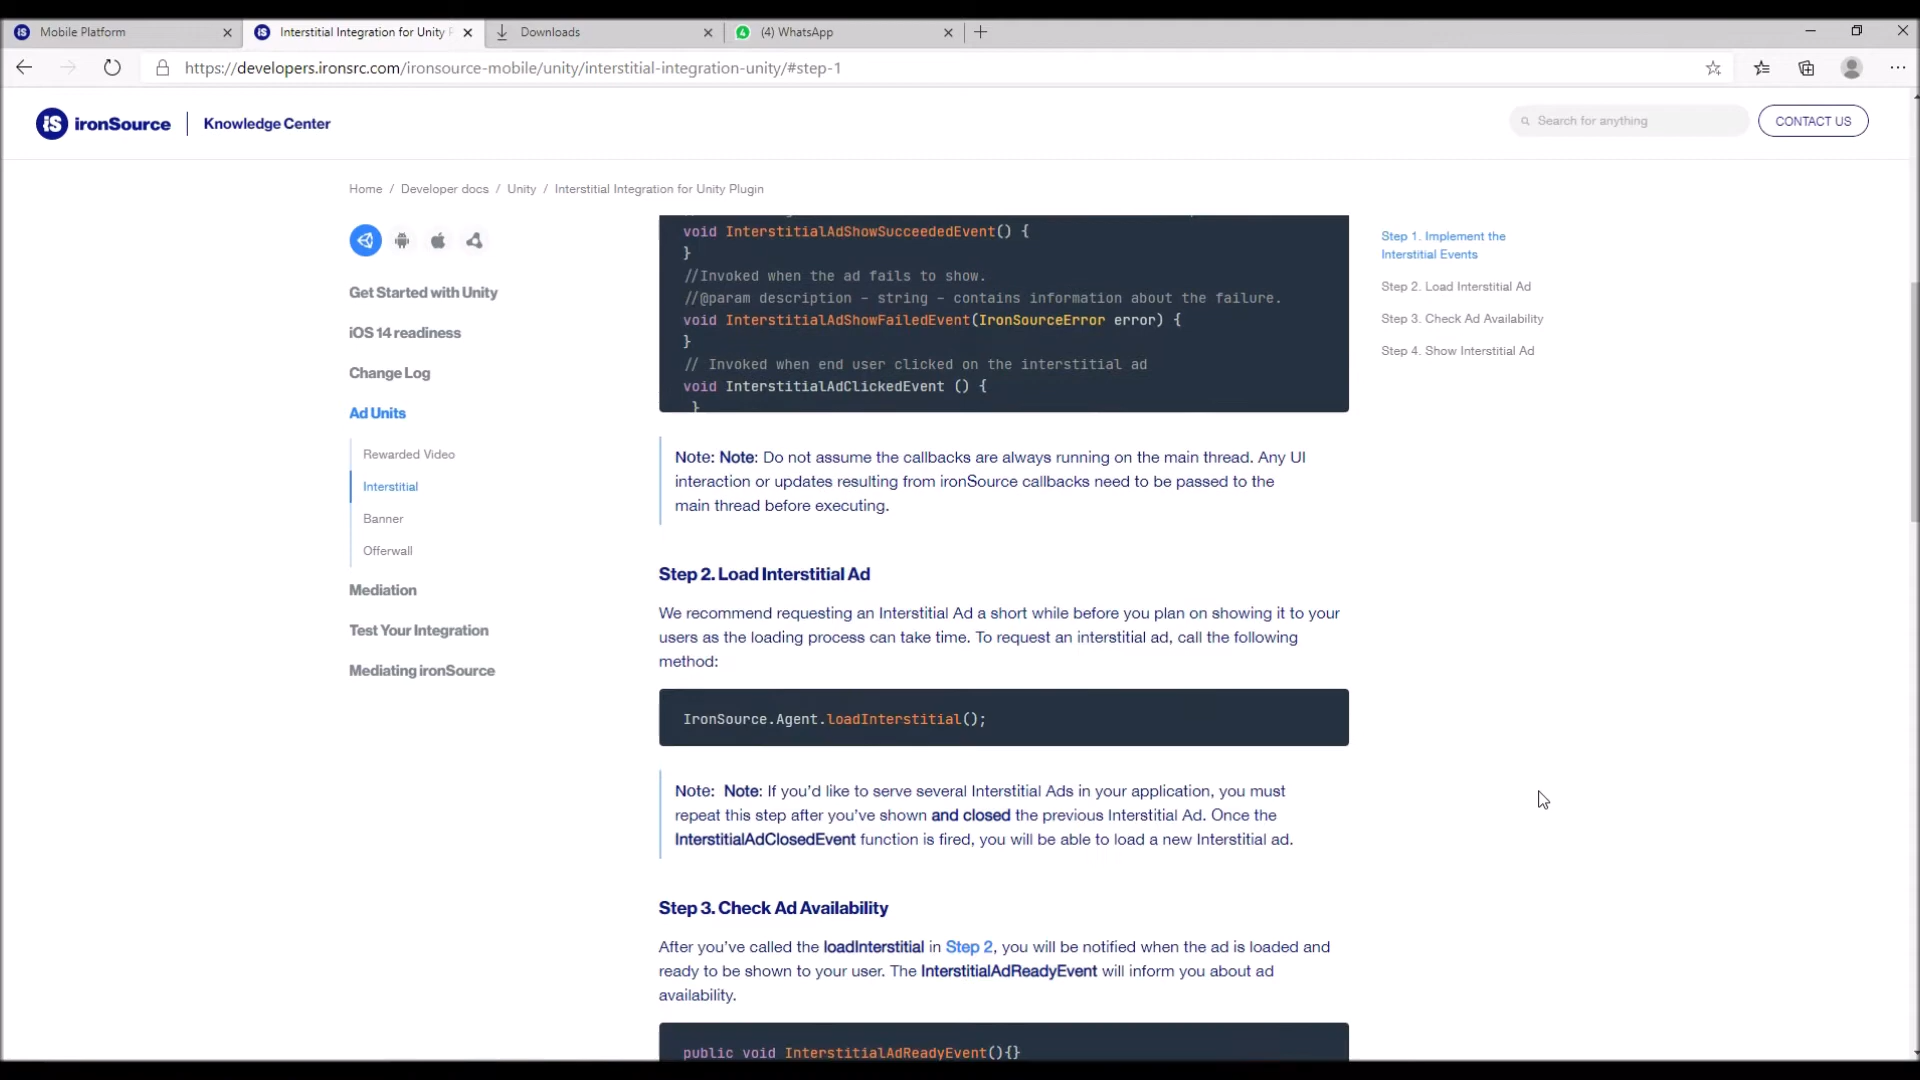 Mobile Platform
Interstitial Integration for Unity P
Downloads
(4) WhatsApp
https://developers.ironsrc.com/ironsource-mobile/unity/interstitial-integration-unity/#step-1
iS ironSource | Knowledge Center
Search for anything
CONTACT US
Home / Developer docs / Unity / Interstitial Integration for Unity Plugin
Get Started with Unity
iOS 14 readiness
Change Log
Ad Units
Rewarded Video
Interstitial
Banner
Offerwall
Mediation
Test Your Integration
Mediating ironSource
void InterstitialAdShowSucceededEvent() {
}
//Invoked when the ad fails to show.
//@param description - string - contains information about the failure.
void InterstitialAdShowFailedEvent(IronSourceError error) {
}
// Invoked when end user clicked on the interstitial ad
void InterstitialAdClickedEvent () {
}
Note: Note: Do not assume the callbacks are always running on the main thread. Any UI
interaction or updates resulting from ironSource callbacks need to be passed to the
main thread before executing.
Step 2. Load Interstitial Ad
We recommend requesting an Interstitial Ad a short while before you plan on showing it to your
users as the loading process can take time. To request an interstitial ad, call the following
method:
IronSource.Agent.loadInterstitial();
Note: Note: If you’d like to serve several Interstitial Ads in your application, you must
repeat this step after you’ve shown and closed the previous Interstitial Ad. Once the
InterstitialAdClosedEvent function is fired, you will be able to load a new Interstitial ad.
Step 3. Check Ad Availability
After you’ve called the loadInterstitial in Step 2, you will be notified when the ad is loaded and
ready to be shown to your user. The InterstitialAdReadyEvent will inform you about ad
availability.
public void InterstitialAdReadyEvent(){}
Step 1. Implement the
Interstitial Events
Step 2. Load Interstitial Ad
Step 3. Check Ad Availability
Step 4. Show Interstitial Ad